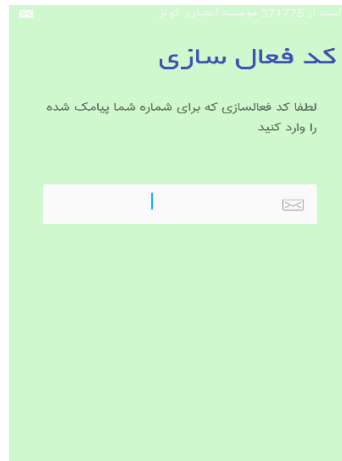 است از 371775 موسسه اعتباری کوثر
کد فعال سازی
لطفا کد فعالسازی که برای شماره شما پیامک شده
را وارد کنید